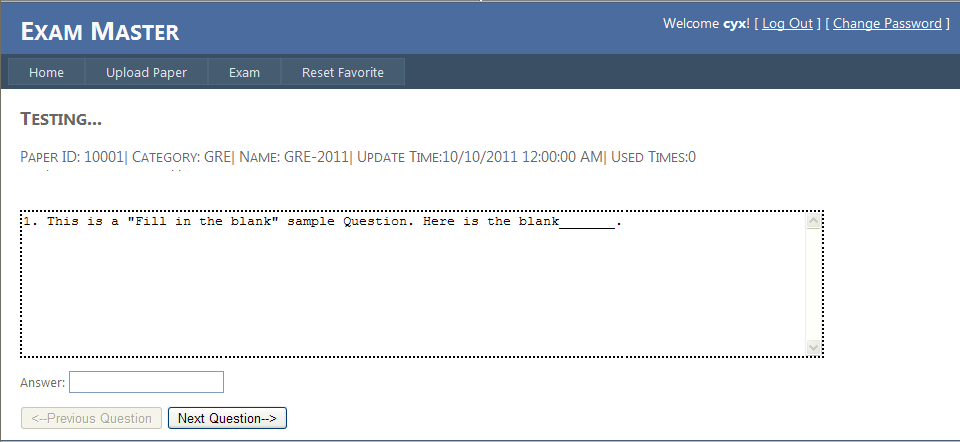 Exam Master
Welcome cyx! [ Log Out ] [ Change Password ]
Home Upload Paper Exam Reset Favorite
Testing...
Paper ID: 10001| Category: GRE| Name: GRE-2011| Update Time:10/10/2011 12:00:00 AM| Used Times:0
1. This is a "Fill in the blank" sample Question. Here is the blank_______.
Answer:
<--Previous Question Next Question-->